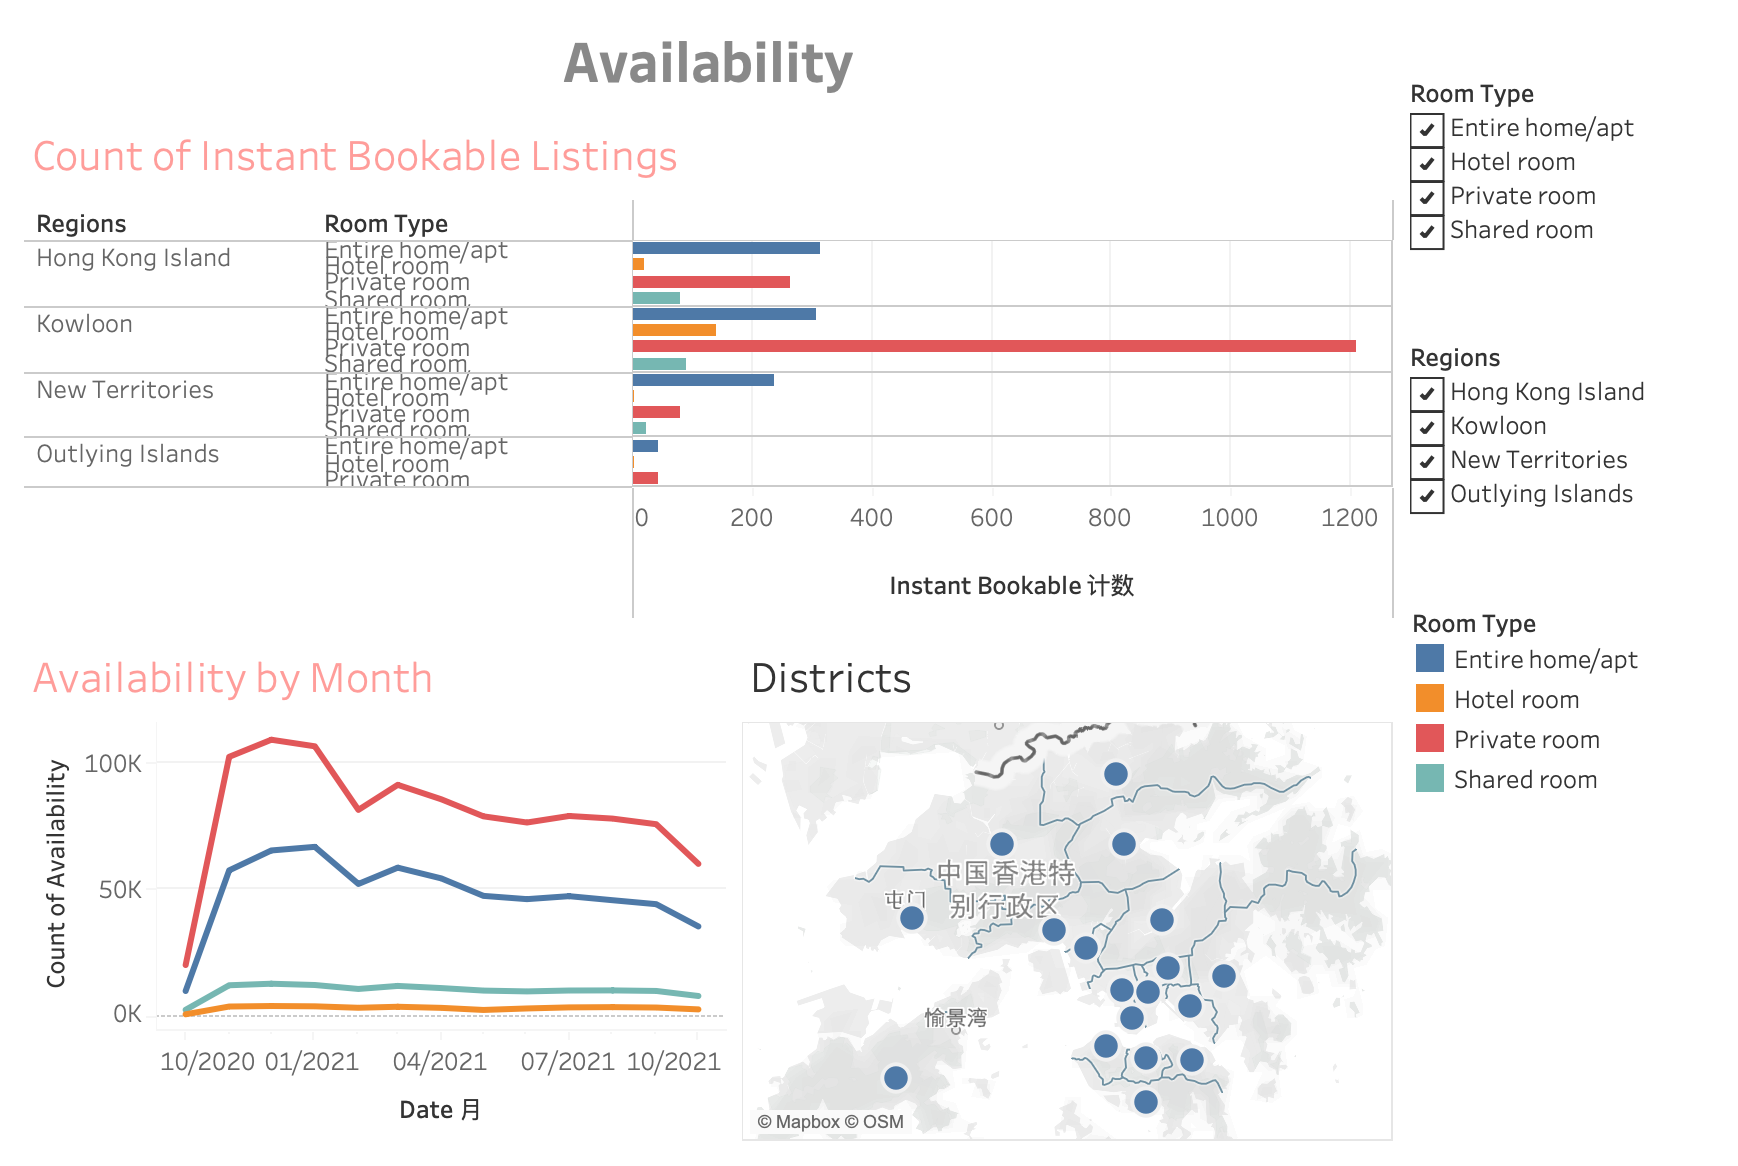 Availability
Count of Instant Bookable Listings
Regions Room Type
Hong Kong Island Entire home/apt
Hotel room
Private room
Shared room
Kowloon Entire home/apt
Hotel room
Private room
Shared room
New Territories Entire home/apt
Hotel room
Private room
Shared room
Outlying Islands Entire home/apt
Hotel room
Private room
0 200 400 600 800 1000 1200
Instant Bookable 计数
Room Type
Entire home/apt
Hotel room
Private room
Shared room
Regions
Hong Kong Island
Kowloon
New Territories
Outlying Islands
Room Type
Entire home/apt
Hotel room
Private room
Shared room
Availability by Month
100K
50K
0K
Count of Availability
10/2020 01/2021 04/2021 07/2021 10/2021
Date 月
Districts
中国香港特
别行政区
屯门
愉景湾
© Mapbox © OSM